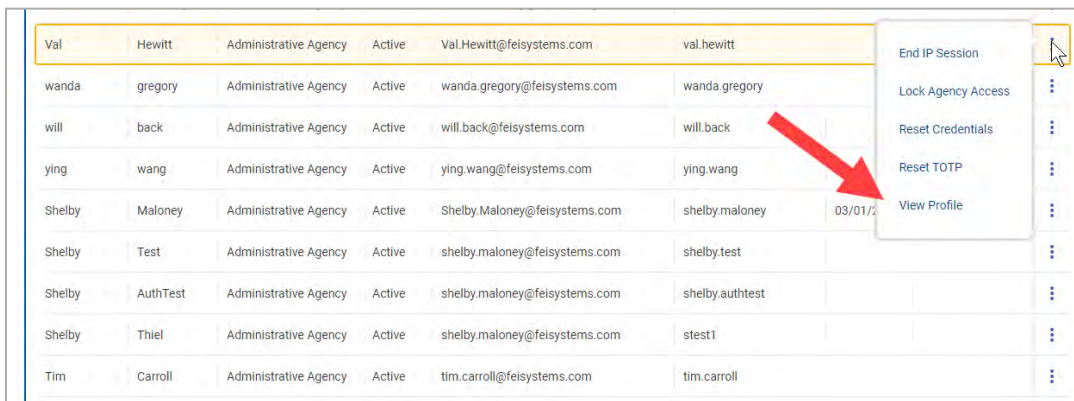 Val Hewitt Administrative Agency Active Val.Hewitt@feisystems.com val.hewitt
End IP Session
wanda gregory Administrative Agency Active wanda.gregory@feisystems.com wanda.gregory
Lock Agency Access
will back Administrative Agency Active will.back@feisystems.com will.back
Reset Credentials
ying wang Administrative Agency Active ying.wang@feisystems.com ying.wang
Reset TOTP
Shelby Maloney Administrative Agency Active Shelby.Maloney@feisystems.com shelby.maloney 03/01/2
View Profile
Shelby Test Administrative Agency Active shelby.maloney@feisystems.com shelby.test
Shelby AuthTest Administrative Agency Active shelby.maloney@feisystems.com shelby.authtest
Shelby Thiel Administrative Agency Active shelby.maloney@feisystems.com stest1
Tim Carroll Administrative Agency Active tim.carroll@feisystems.com tim.carroll